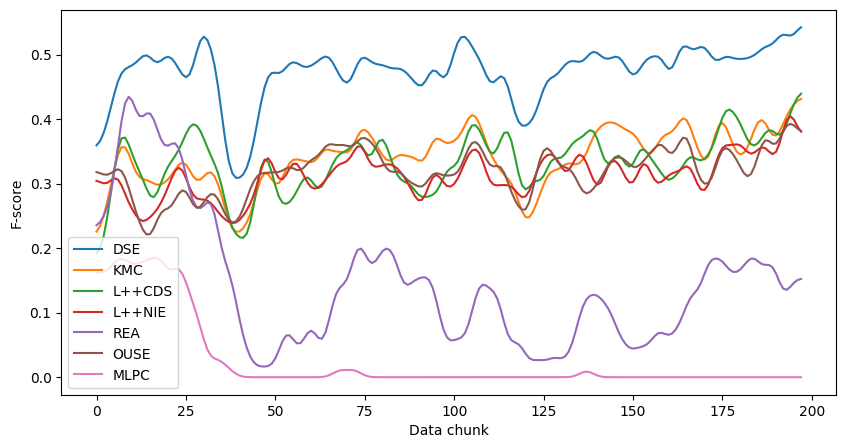 0.5
0.4
0.3
0.2
0.1
0.0
F-score
DSE
KMC
L++CDS
L++NIE
REA
OUSE
MLPC
0 25 50 75 100 125 150 175 200
Data chunk